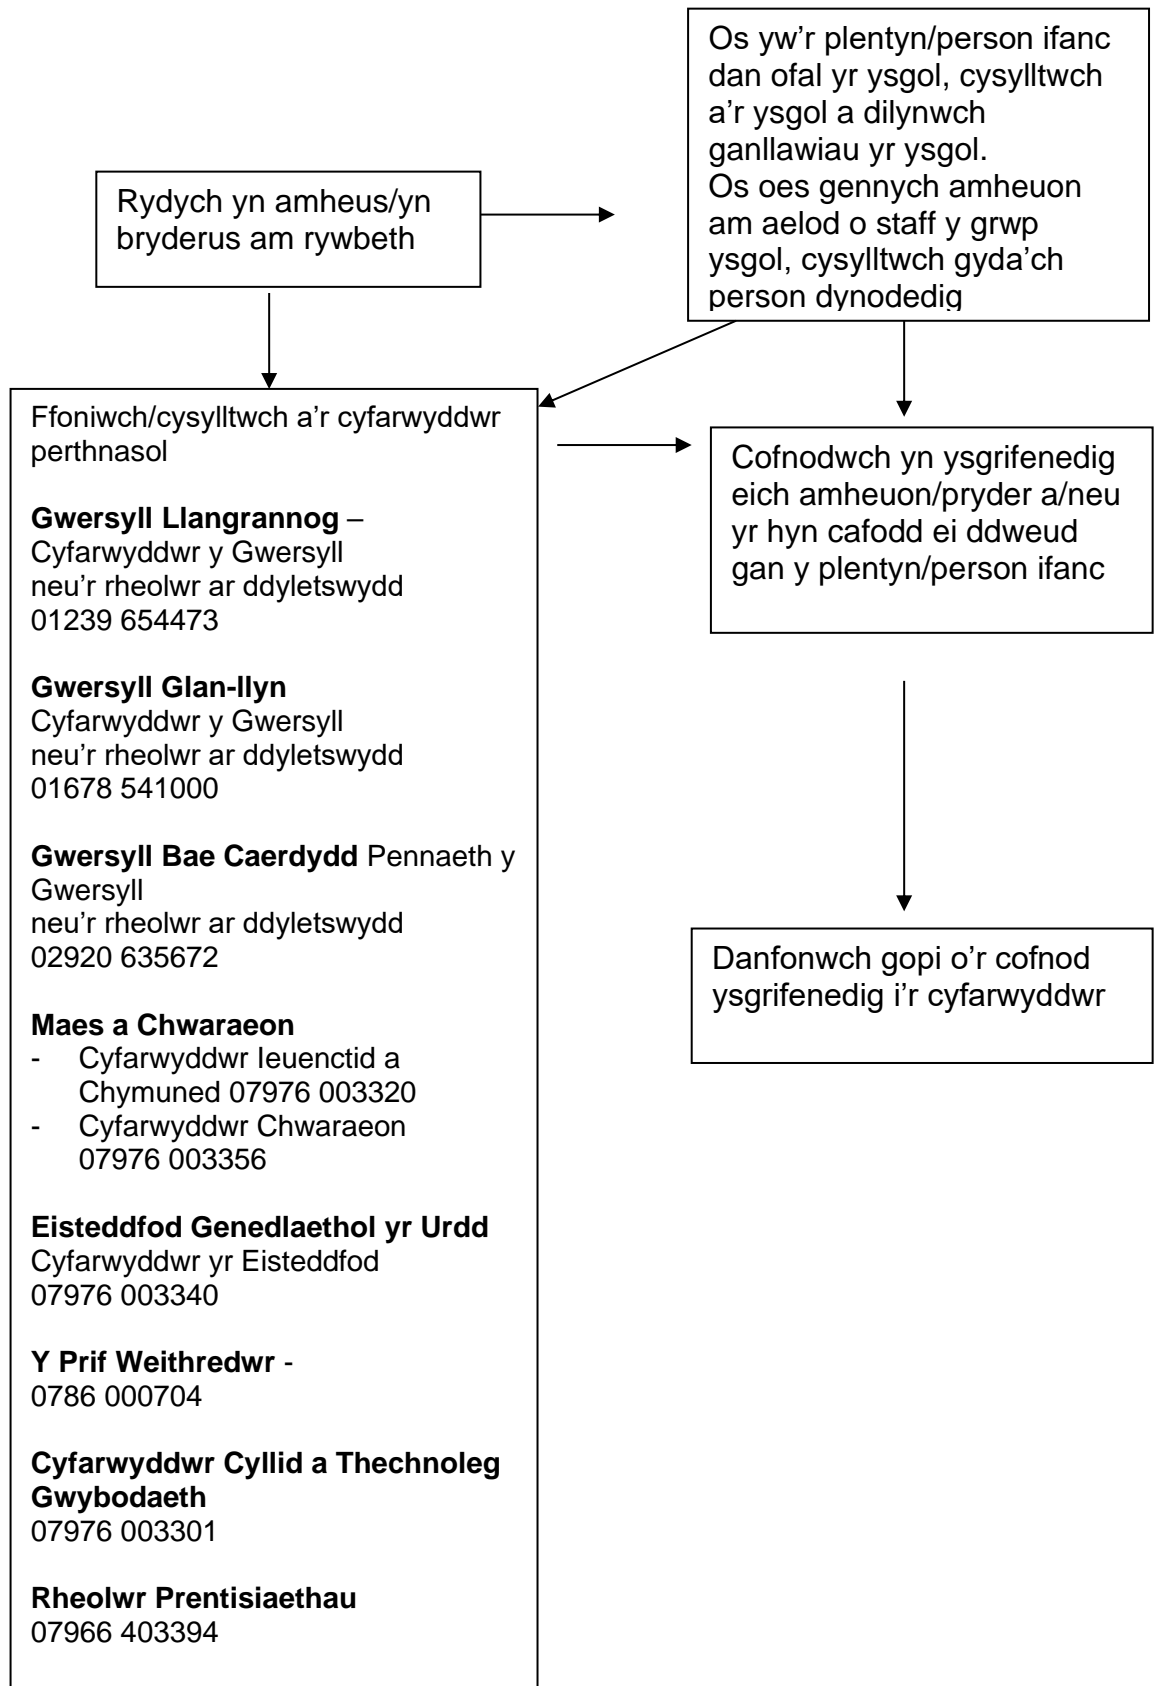 Os yw'r plentyn/person ifanc
dan ofal yr ysgol, cysylltwch
a'r ysgol a dilynwch
ganllawiau yr ysgol.
Os oes gennych amheuon
am aelod o staff y grwp
ysgol, cysylltwch gyda'ch
person dynodedig
Rydych yn amheus/yn
bryderus am rywbeth
Ffoniwch/cysylltwch a'r cyfarwyddwr
perthnasol
Gwersyll Llangrannog –
Cyfarwyddwr y Gwersyll
neu'r rheolwr ar ddyletswydd
01239 654473
Gwersyll Glan-llyn
Cyfarwyddwr y Gwersyll
neu'r rheolwr ar ddyletswydd
01678 541000
Gwersyll Bae Caerdydd Pennaeth y
Gwersyll
neu'r rheolwr ar ddyletswydd
02920 635672
Maes a Chwaraeon
- Cyfarwyddwr Ieuenctid a
Chymuned 07976 003320
- Cyfarwyddwr Chwaraeon
07976 003356
Eisteddfod Genedlaethol yr Urdd
Cyfarwyddwr yr Eisteddfod
07976 003340
Y Prif Weithredwr -
0786 000704
Cyfarwyddwr Cyllid a Thechnoleg
Gwybodaeth
07976 003301
Rheolwr Prentisiaethau
07966 403394
Cofnodwch yn ysgrifenedig
eich amheuon/pryder a/neu
yr hyn cafodd ei ddweud
gan y plentyn/person ifanc
Danfonwch gopi o'r cofnod
ysgrifenedig i'r cyfarwyddwr